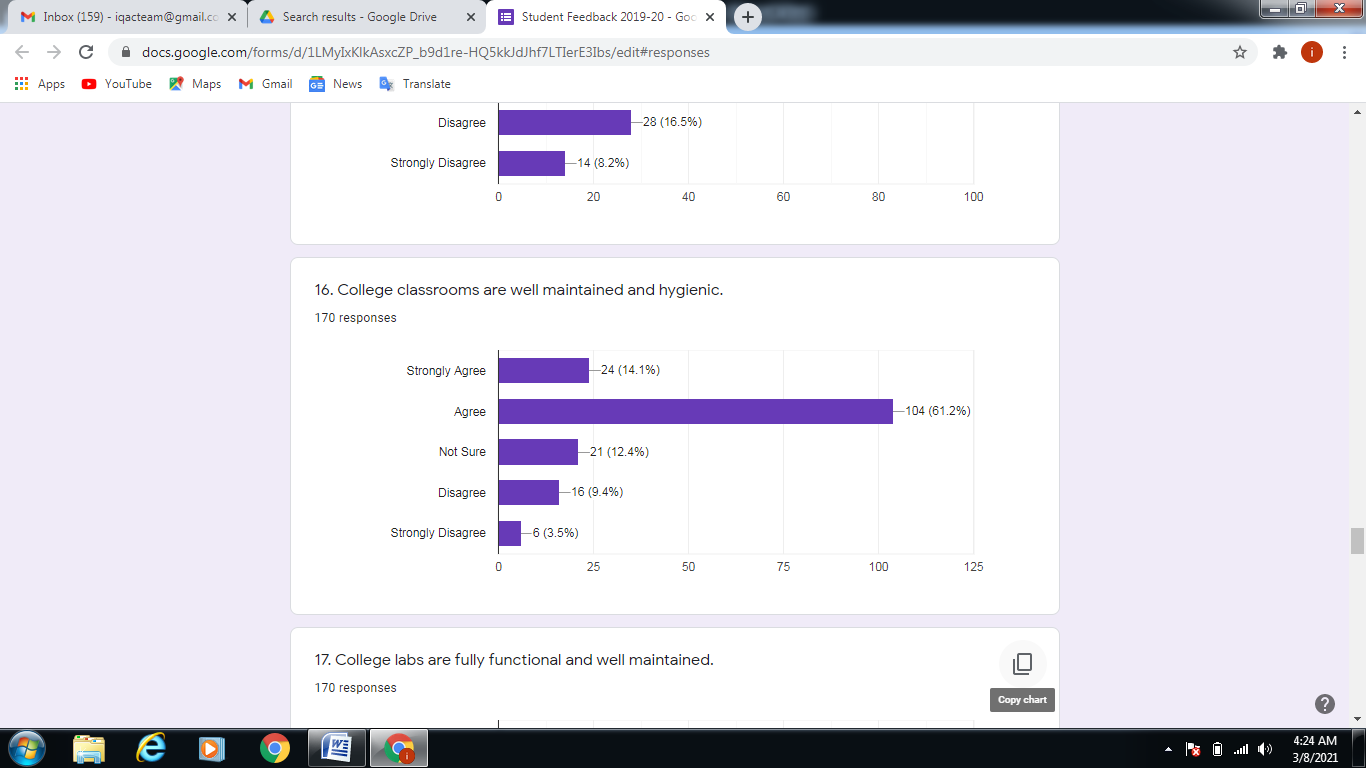 Inbox (159) - iqacteam@gmail.co
Search results - Google Drive
Student Feedback 2019-20 - Goo
docs.google.com/forms/d/1LMyIxKlkAsxcZP_b9d1re-HQ5kkJdJhf7LTIerE3Ibs/edit#responses
i
Apps
YouTube
Maps
Gmail
News
Translate
Disagree
28 (16.5%)
Strongly Disagree
14 (8.2%)
0 20 40 60 80 100
16. College classrooms are well maintained and hygienic.
170 responses
Strongly Agree
24 (14.1%)
Agree
104 (61.2%)
Not Sure
21 (12.4%)
Disagree
16 (9.4%)
Strongly Disagree
6 (3.5%)
0 25 50 75 100 125
17. College labs are fully functional and well maintained.
170 responses
Copy chart
4:24 AM
3/8/2021